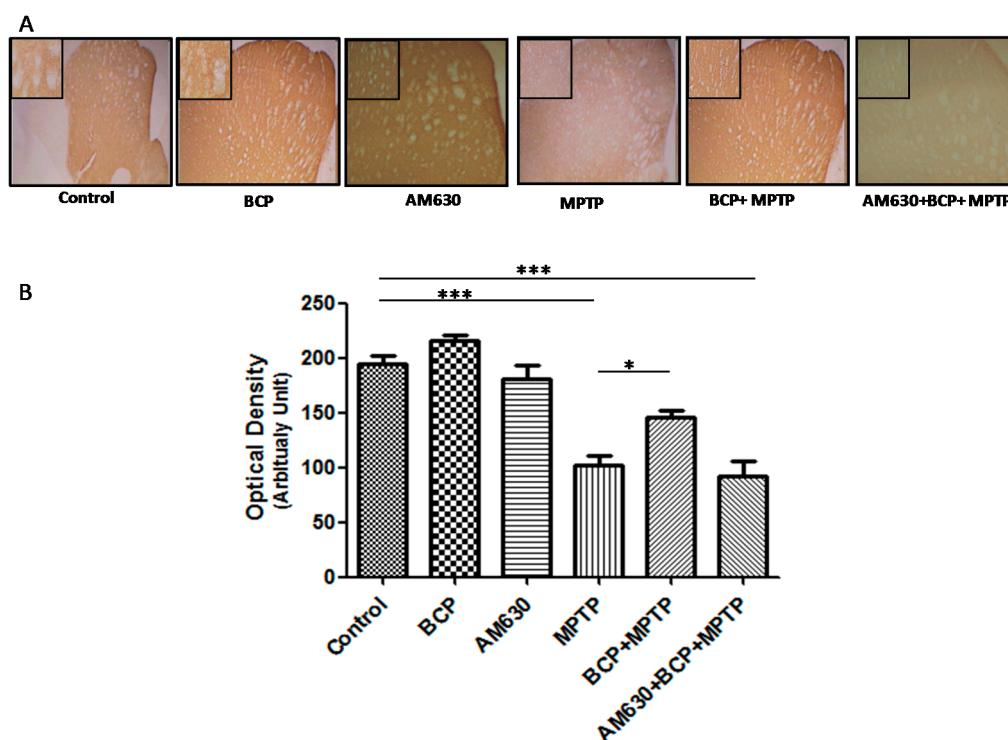 A
Control
BCP
AM630
MPTP
BCP+ MPTP
AM630+BCP+ MPTP
B
***
***
*
Optical Density
(Arbitualy Unit)
250
200
150
100
50
0
Control
BCP
AM630
MPTP
BCP+MPTP
AM630+BCP+MPTP